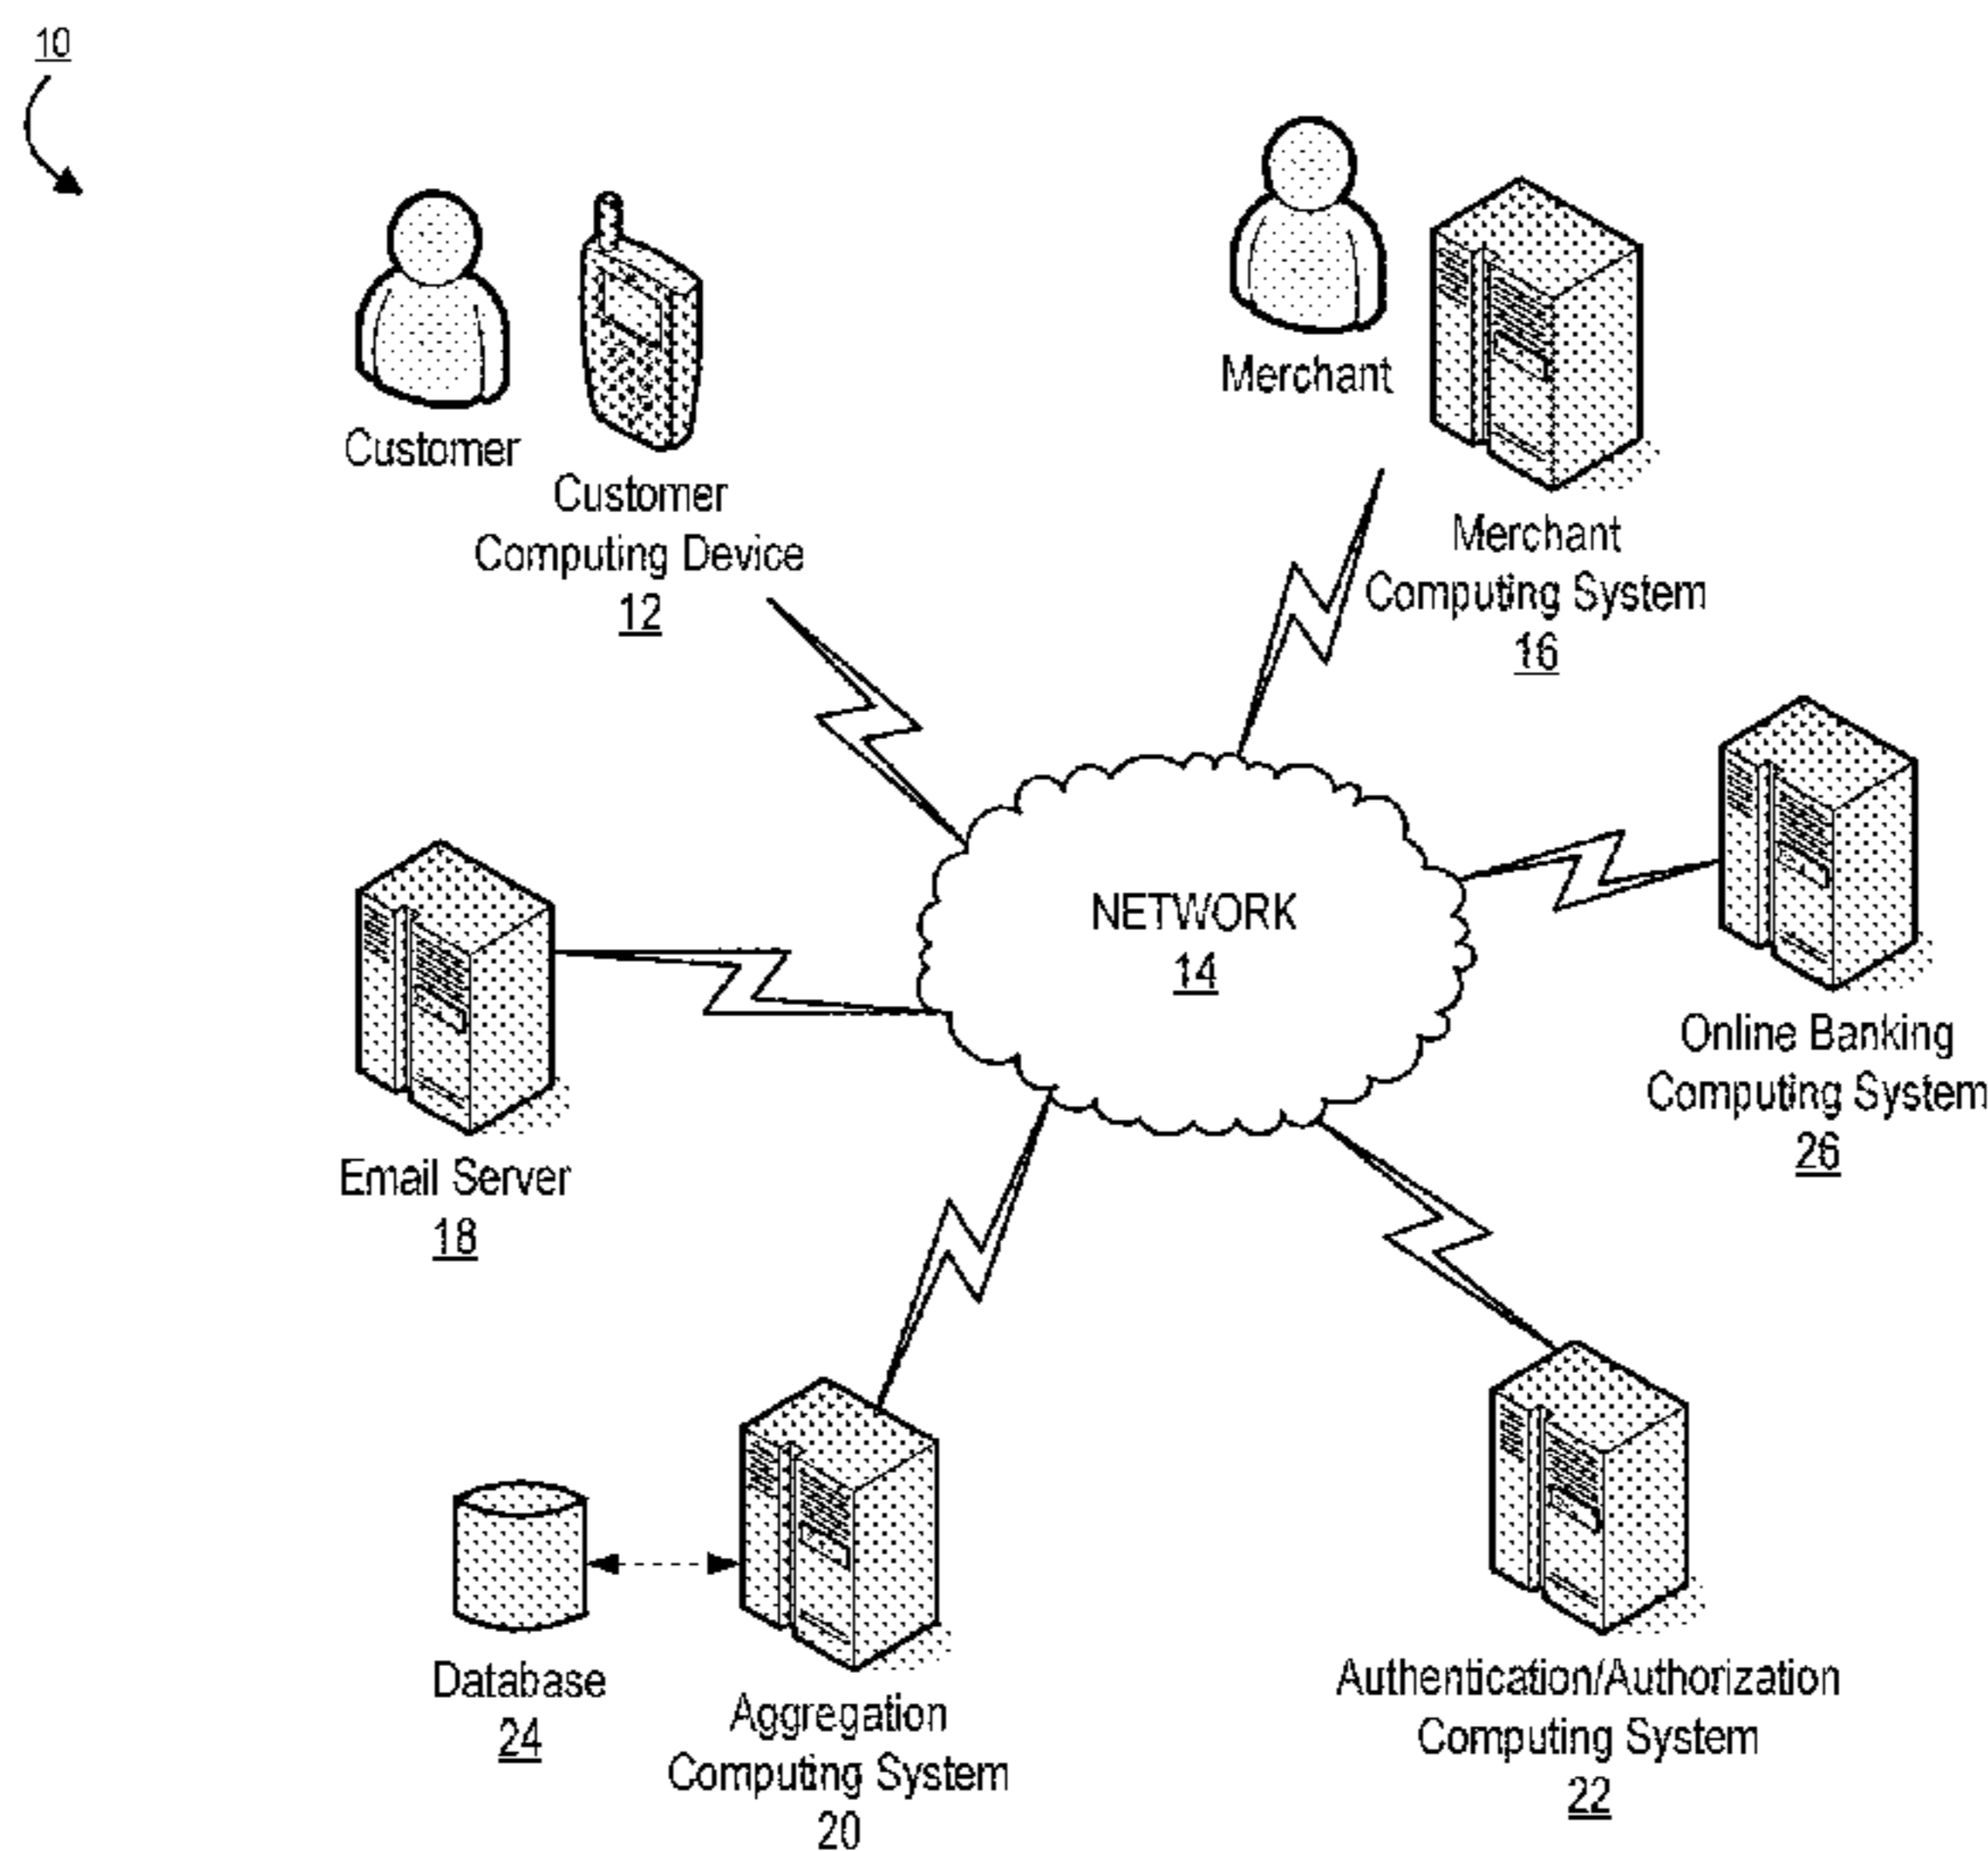 10
Customer
Customer
Computing Device
12
Merchant
Merchant
Computing System
16
NETWORK
14
Online Banking
Computing System
26
Email Server
18
Database
24
Aggregation
Computing System
20
Authentication/Authorization
Computing System
22